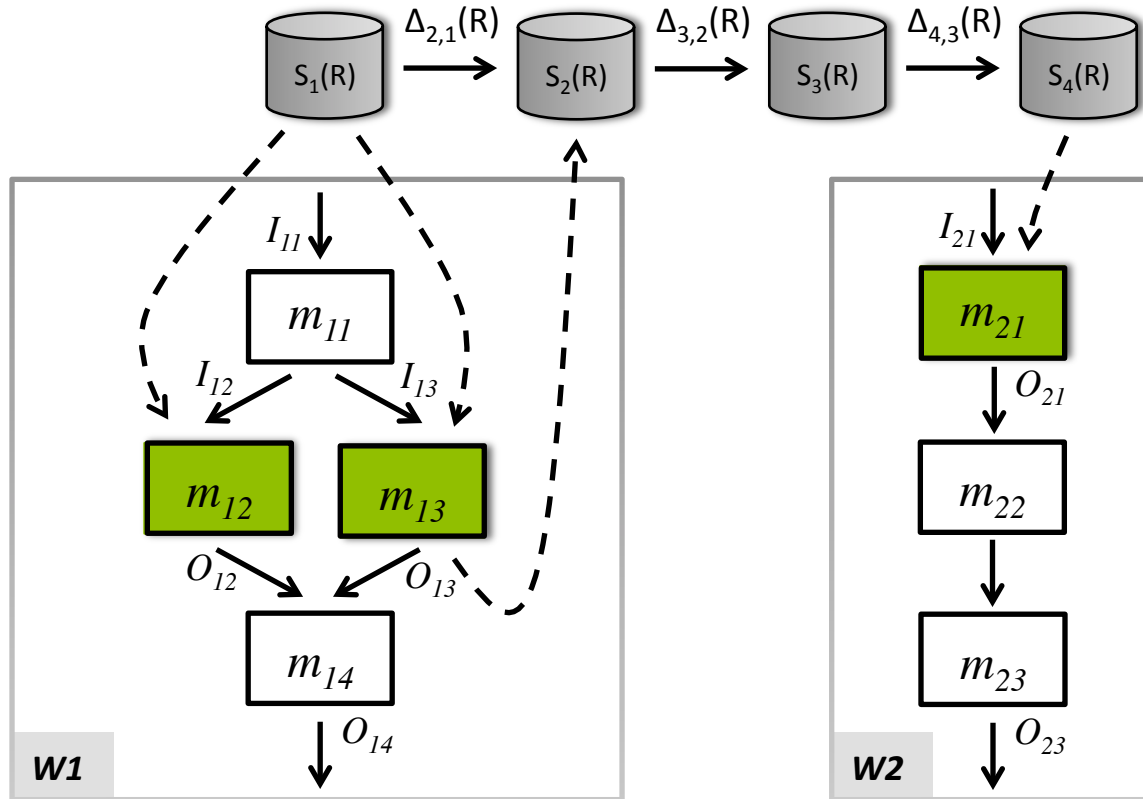 Δ2,1(R) Δ3,2(R) Δ4,3(R)
S1(R) S2(R) S3(R) S4(R)
I11 I21
m11 m21
I12 I13 O21
m12 m13 m22
O12 O13
m14 m23
O14 O23
W1 W2